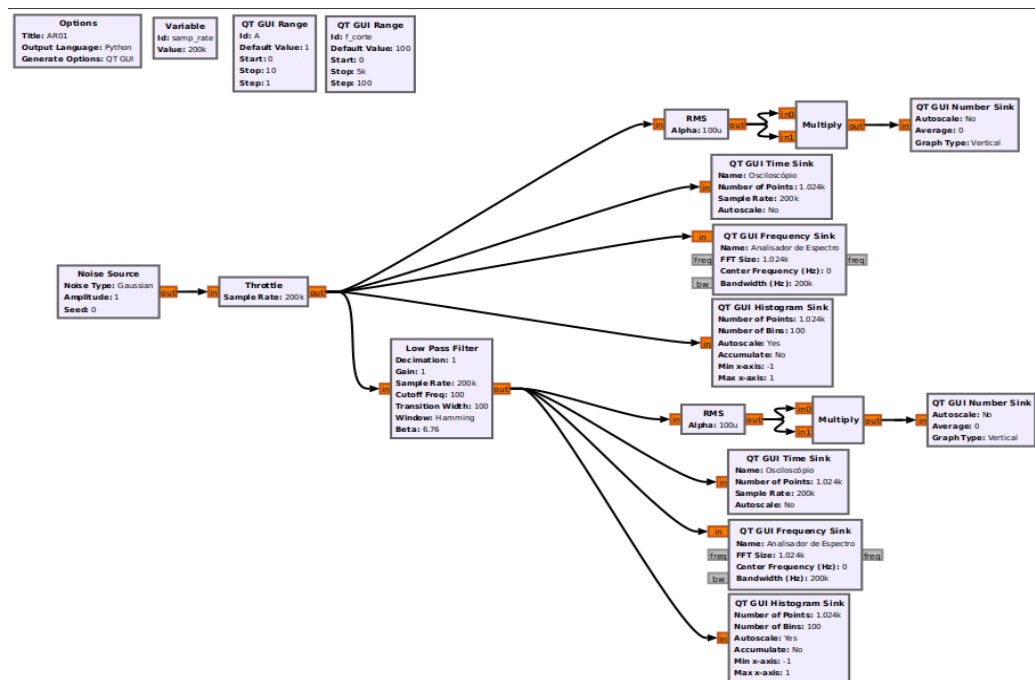 Options
Title: AR01
Output Language: Python
Generate Options: QT GUI
Variable
Id: samp_rate
Value: 200k
QT GUI Range
Id: A
Default Value: 1
Start: 0
Stop: 10
Step: 1
QT GUI Range
Id: f_corte
Default Value: 100
Start: 0
Stop: 5k
Step: 100
in
RMS
Alpha: 100u
out
in0
in1
Multiply
out
in
QT GUI Number Sink
Autoscale: No
Average: 0
Graph Type: Vertical
in
QT GUI Time Sink
Name: Osciloscópio
Number of Points: 1.024k
Sample Rate: 200k
Autoscale: No
in
freq
bw
QT GUI Frequency Sink
Name: Analisador de Espectro
FFT Size: 1.024k
Center Frequency (Hz): 0
Bandwidth (Hz): 200k
freq
Noise Source
Noise Type: Gaussian
Amplitude: 1
Seed: 0
out
in
Throttle
Sample Rate: 200k
out
in
QT GUI Histogram Sink
Number of Points: 1.024k
Number of Bins: 100
Autoscale: Yes
Accumulate: No
Min x-axis: -1
Max x-axis: 1
in
Low Pass Filter
Decimation: 1
Gain: 1
Sample Rate: 200k
Cutoff Freq: 100
Transition Width: 100
Window: Hamming
Beta: 6.76
out
in
RMS
Alpha: 100u
out
in0
in1
Multiply
out
in
QT GUI Number Sink
Autoscale: No
Average: 0
Graph Type: Vertical
in
QT GUI Time Sink
Name: Osciloscópio
Number of Points: 1.024k
Sample Rate: 200k
Autoscale: No
in
freq
bw
QT GUI Frequency Sink
Name: Analisador de Espectro
FFT Size: 1.024k
Center Frequency (Hz): 0
Bandwidth (Hz): 200k
freq
in
QT GUI Histogram Sink
Number of Points: 1.024k
Number of Bins: 100
Autoscale: Yes
Accumulate: No
Min x-axis: -1
Max x-axis: 1